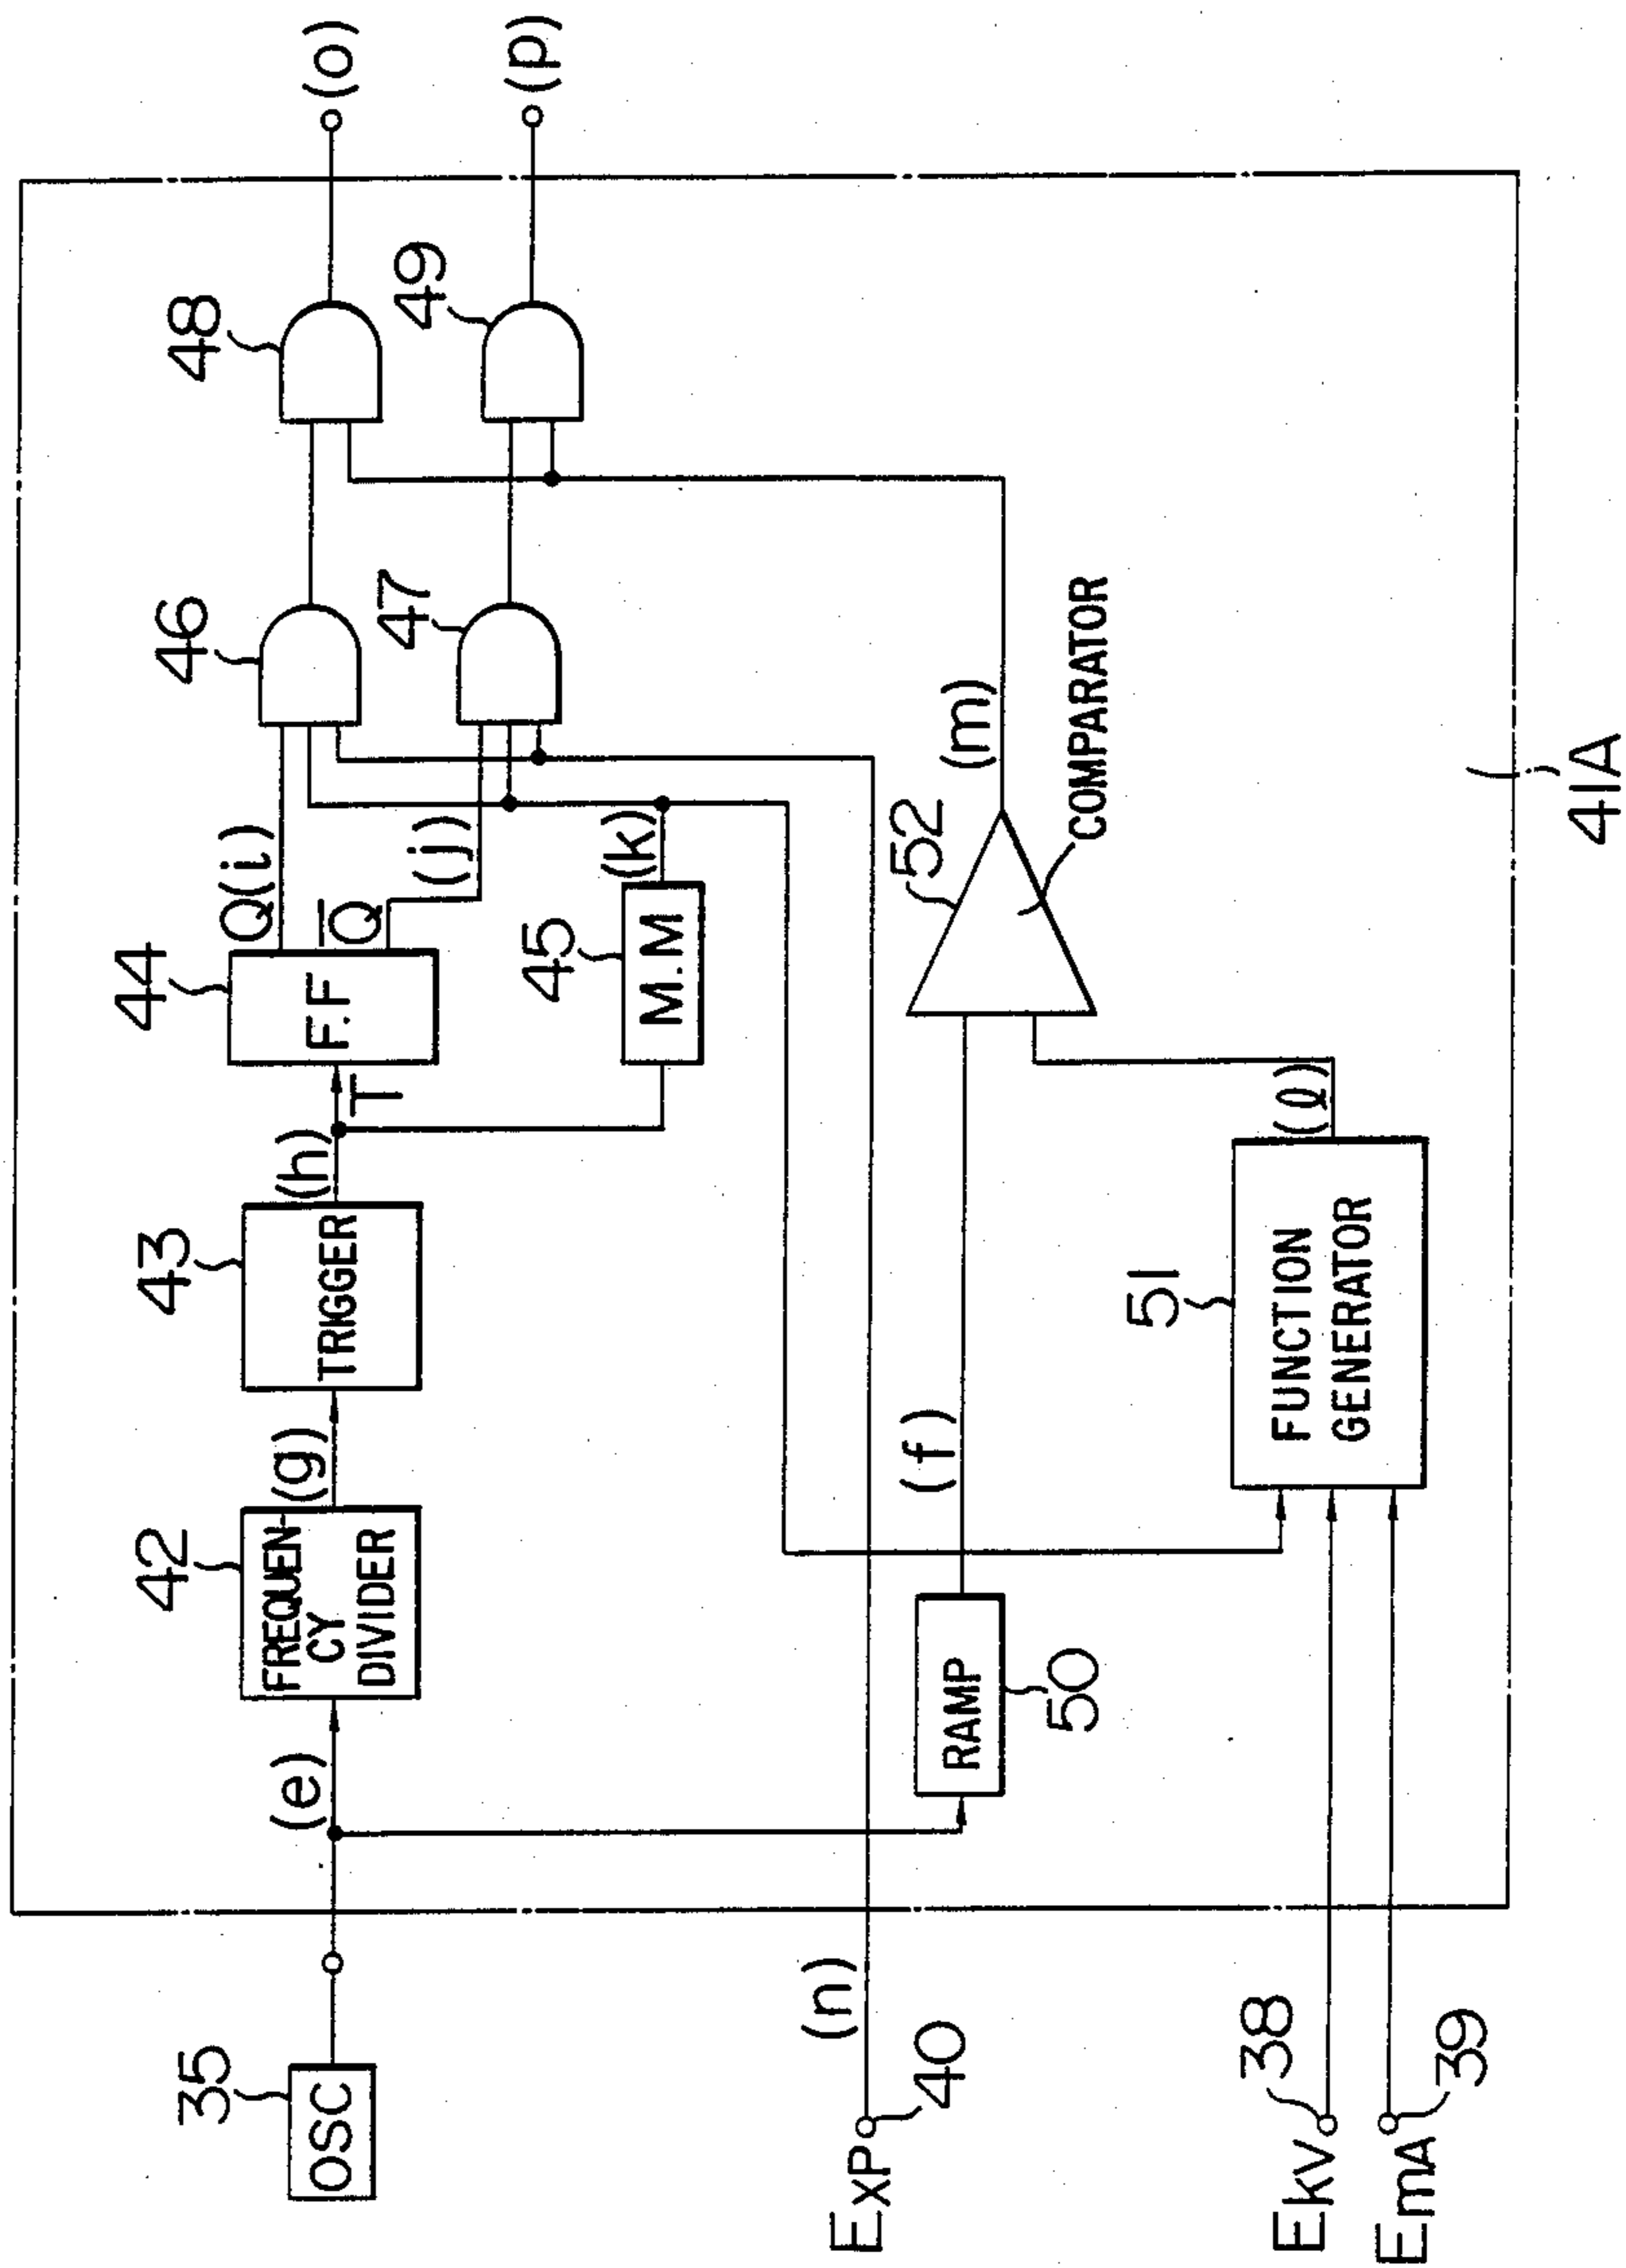 35
OSC
(e)
42
FREQUEN-
CY
DIVIDER
(g)
43
TRIGGER
(h)
T
44
F.F
Q(i)
Q̅
(j)
45
M.M
(k)
46
47
48
49
(o)
(p)
(n)
EXP
40
RAMP
50
(f)
52
COMPARATOR
(m)
51
FUNCTION
GENERATOR
(ℓ)
EkV
38
EmA
39
41A